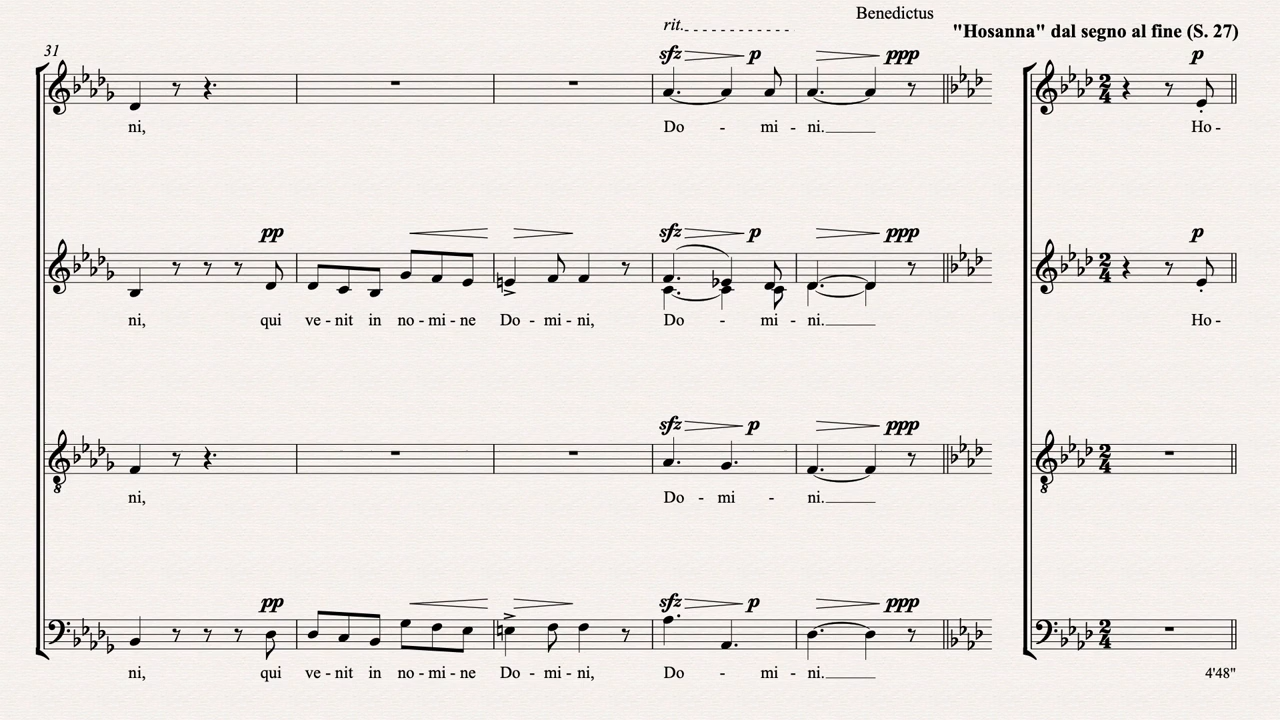 Benedictus
rit.
"Hosanna" dal segno al fine (S. 27)
31
sfz p ppp p
ni, Do - mi - ni. Ho -
pp sfz p ppp p
ni, qui ve - nit in no - mi - ne Do - mi - ni, Do - mi - ni. Ho -
sfz p ppp
ni, Do - mi - ni.
pp sfz p ppp
ni, qui ve - nit in no - mi - ne Do - mi - ni, Do - mi - ni.
4'48"